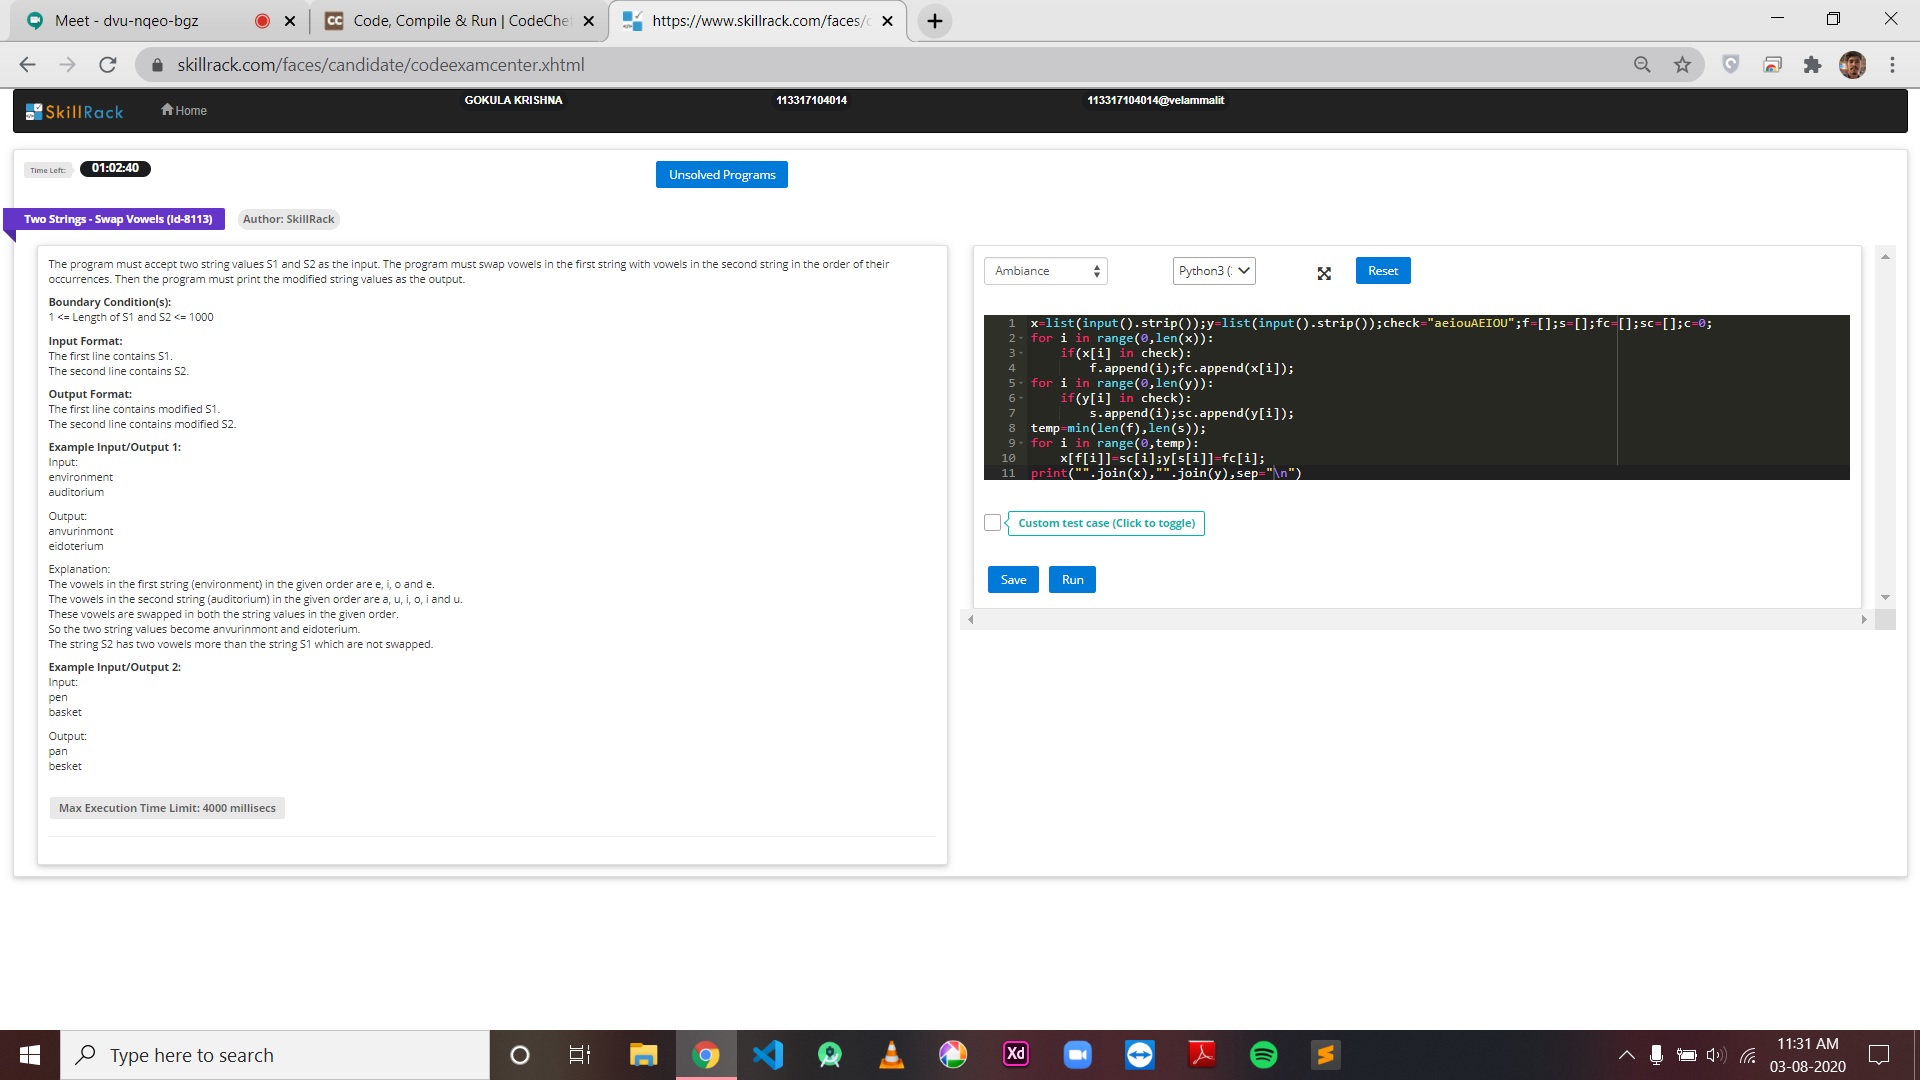 Meet - dvu-nqeo-bgz
Code, Compile & Run | CodeChe
https://www.skillrack.com/faces/c
skillrack.com/faces/candidate/codeexamcenter.xhtml
SkillRack
Home
GOKULA KRISHNA
113317104014
113317104014@velammalit
Time Left:
01:02:40
Unsolved Programs
Two Strings - Swap Vowels (Id-8113)
Author: SkillRack
The program must accept two string values S1 and S2 as the input. The program must swap vowels in the first string with vowels in the second string in the order of their
occurrences. Then the program must print the modified string values as the output.
Boundary Condition(s):
1 <= Length of S1 and S2 <= 1000
Input Format:
The first line contains S1.
The second line contains S2.
Output Format:
The first line contains modified S1.
The second line contains modified S2.
Example Input/Output 1:
Input:
environment
auditorium
Output:
anvurinmont
eidoterium
Explanation:
The vowels in the first string (environment) in the given order are e, i, o and e.
The vowels in the second string (auditorium) in the given order are a, u, i, o, i and u.
These vowels are swapped in both the string values in the given order.
So the two string values become anvurinmont and eidoterium.
The string S2 has two vowels more than the string S1 which are not swapped.
Example Input/Output 2:
Input:
pen
basket
Output:
pan
besket
Max Execution Time Limit: 4000 millisecs
Ambiance
Python3 (
Reset
1 x=list(input().strip());y=list(input().strip());check="aeiouAEIOU";f=[];s=[];fc=[];sc=[];c=0;
2 for i in range(0,len(x)):
3 if(x[i] in check):
4 f.append(i);fc.append(x[i]);
5 for i in range(0,len(y)):
6 if(y[i] in check):
7 s.append(i);sc.append(y[i]);
8 temp=min(len(f),len(s));
9 for i in range(0,temp):
10 x[f[i]]=sc[i];y[s[i]]=fc[i];
11 print("".join(x),"".join(y),sep="\n")
Custom test case (Click to toggle)
Save
Run
Type here to search
Xd
11:31 AM
03-08-2020